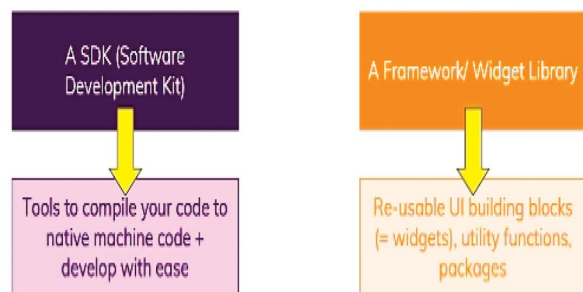 A SDK (Software
Development Kit)
A Framework/ Widget Library
Tools to compile your code to
native machine code +
develop with ease
Re-usable UI building blocks
(= widgets), utility functions,
packages